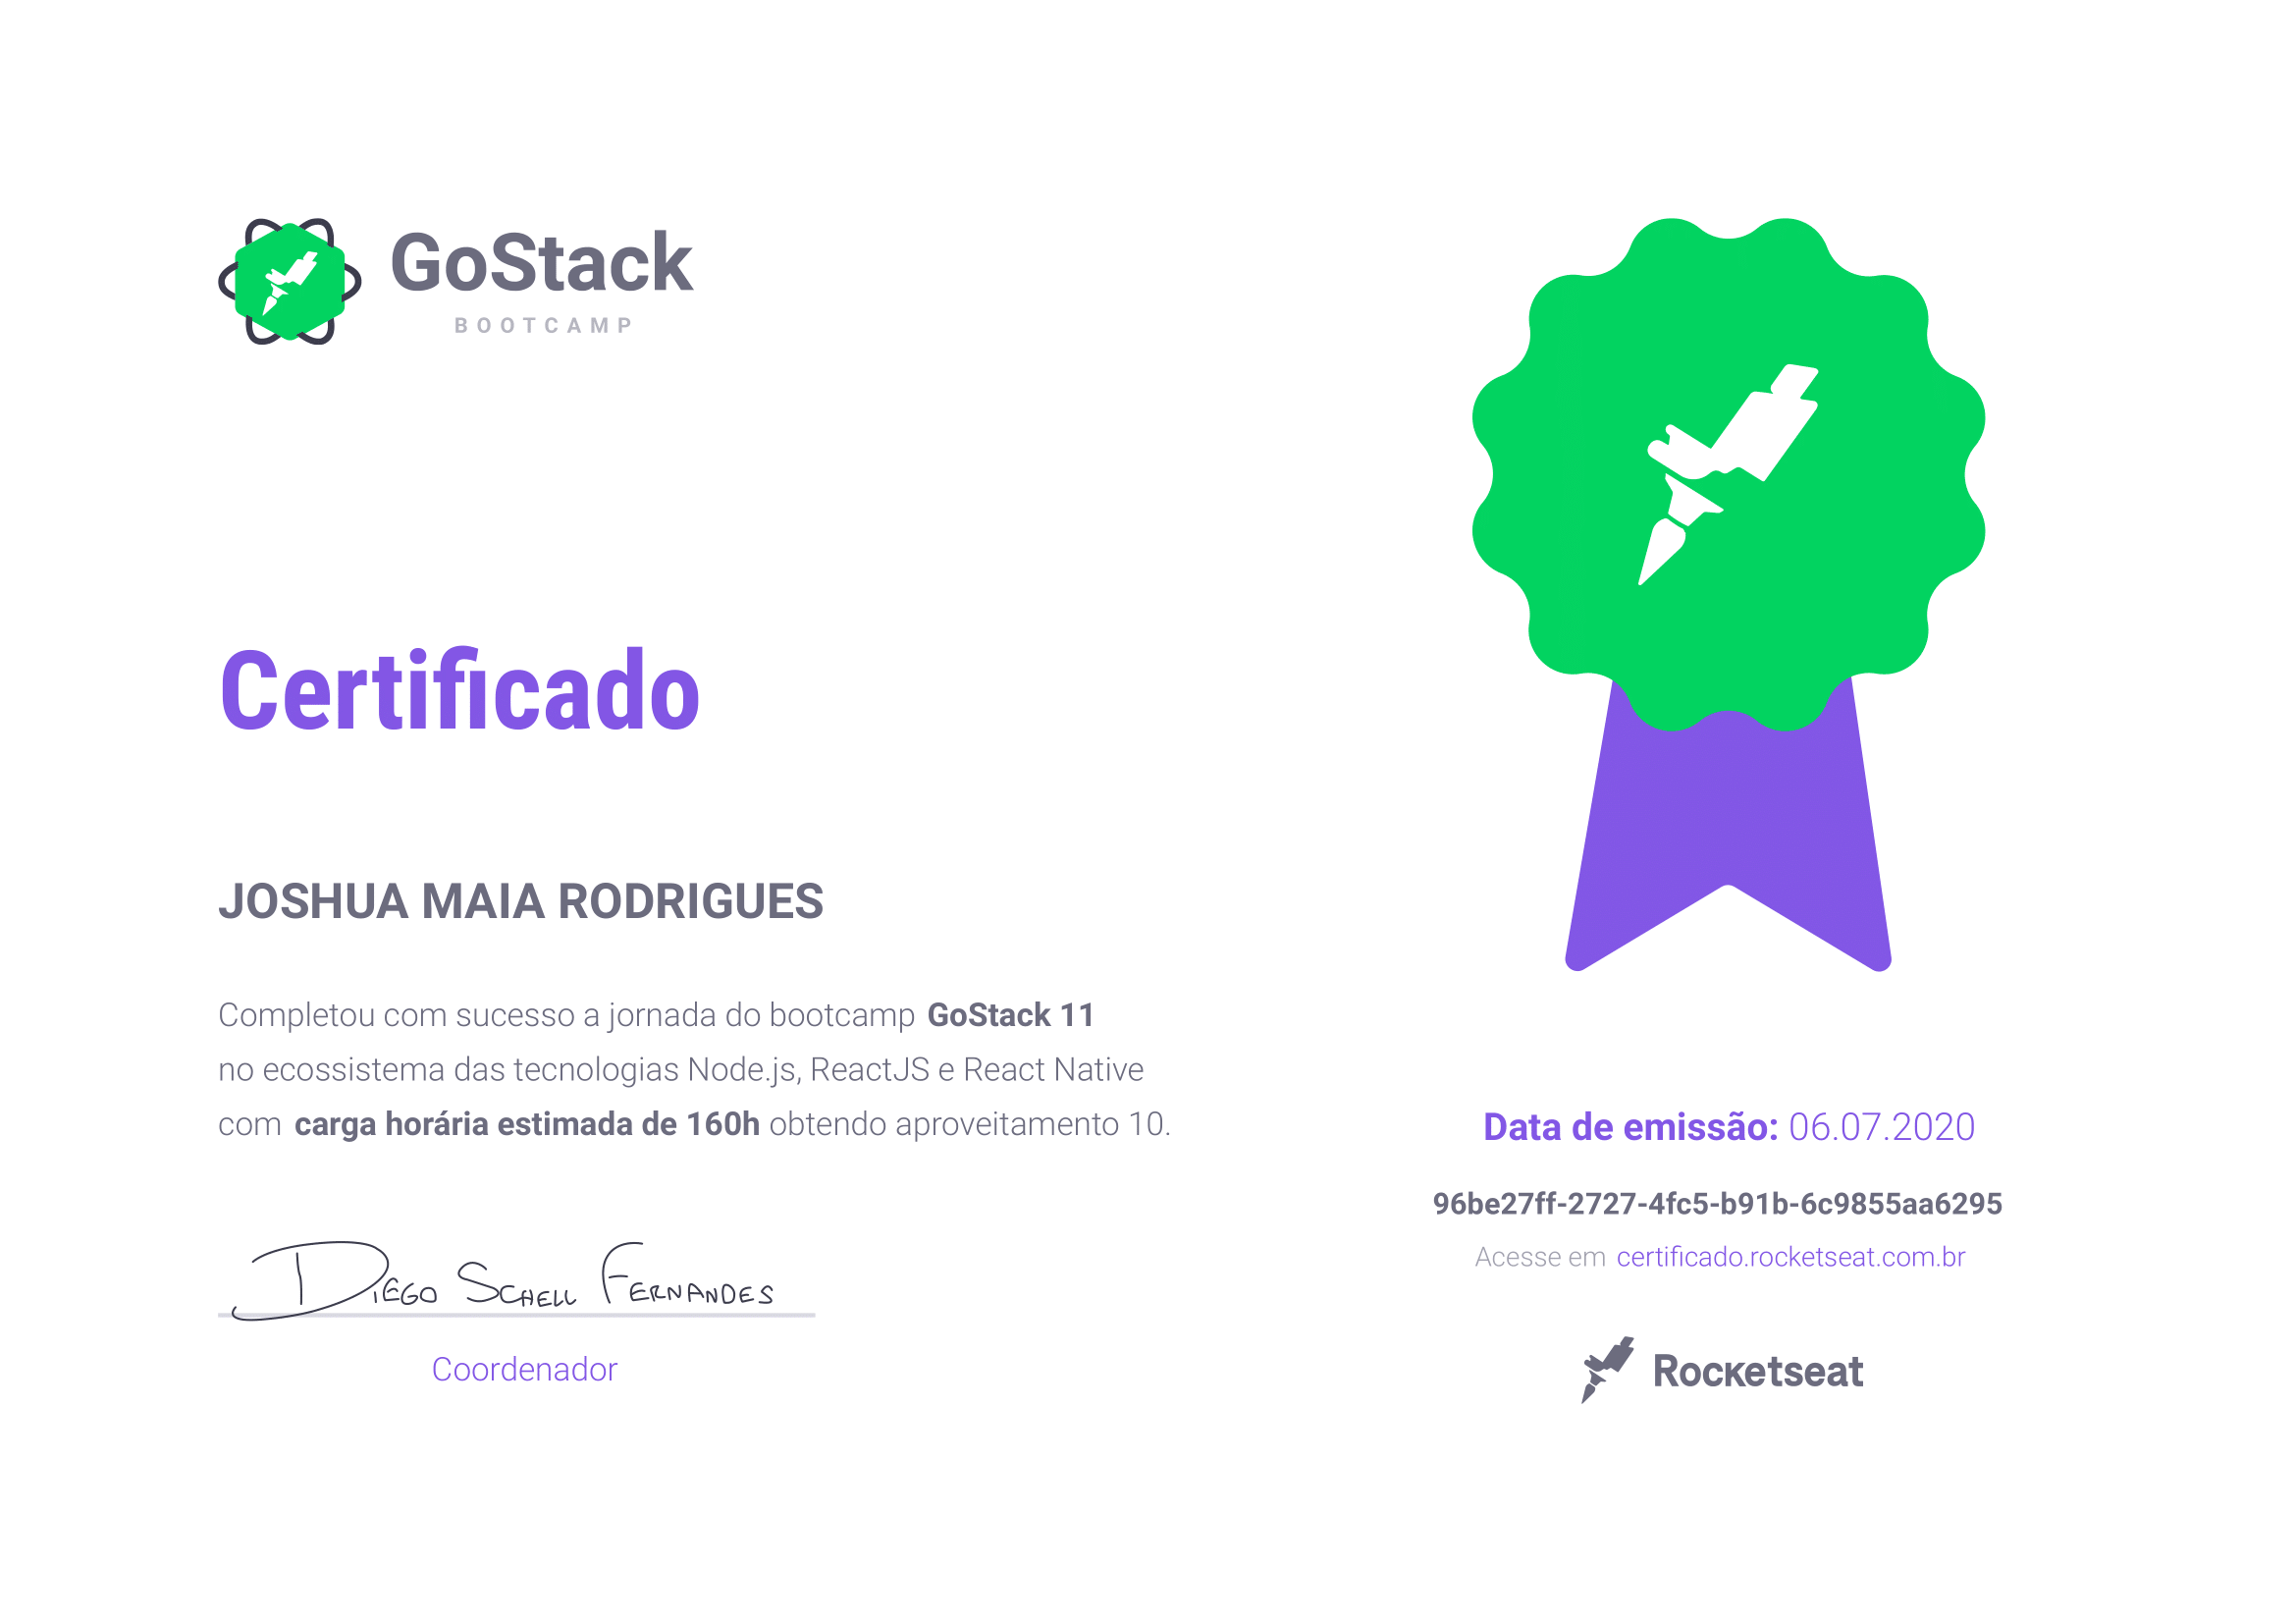 GoStack
BOOTCAMP
Certificado
JOSHUA MAIA RODRIGUES
Completou com sucesso a jornada do bootcamp GoStack 11
no ecossistema das tecnologias Node.js, ReactJS e React Native
com carga horária estimada de 160h obtendo aproveitamento 10.
DIEGO SCHELL FERNANDES
Coordenador
Data de emissão: 06.07.2020
96be27ff-2727-4fc5-b91b-6c9855aa6295
Acesse em certificado.rocketseat.com.br
Rocketseat